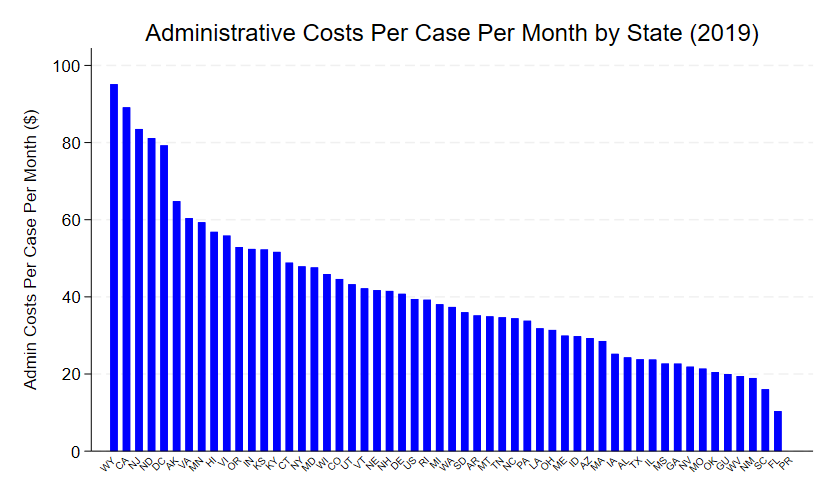 Administrative Costs Per Case Per Month by State (2019)
Admin Costs Per Case Per Month ($)
100
80
60
40
20
0
WY CA NJ ND DC AK VA MN HI VI OR IN KS KY CT NY MD WI CO UT VT NE NH DE US RI MI WA SD AR MT TN NC PA LA OH ME ID AZ MA IA AL TX IL MS GA NV MO OK GU WV NM SC FL PR